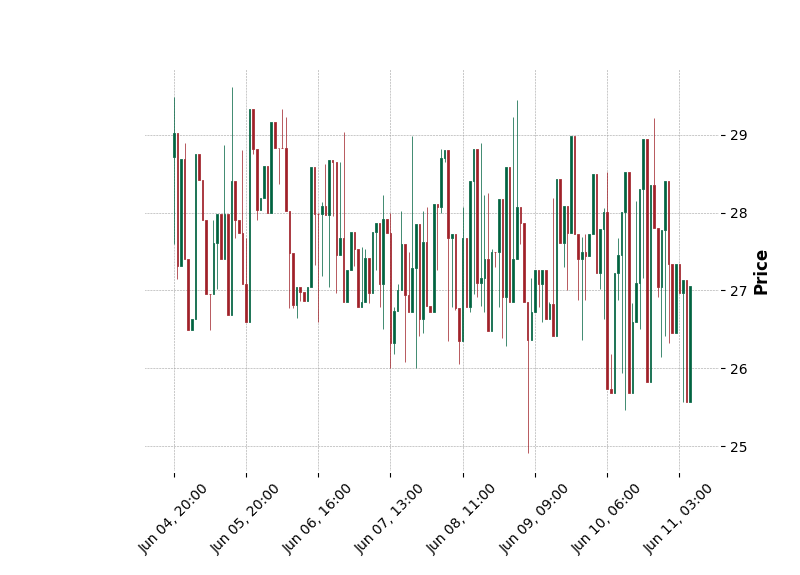 29
28
27
26
25
Price
Jun 04, 20:00
Jun 05, 20:00
Jun 06, 16:00
Jun 07, 13:00
Jun 08, 11:00
Jun 09, 09:00
Jun 10, 06:00
Jun 11, 03:00